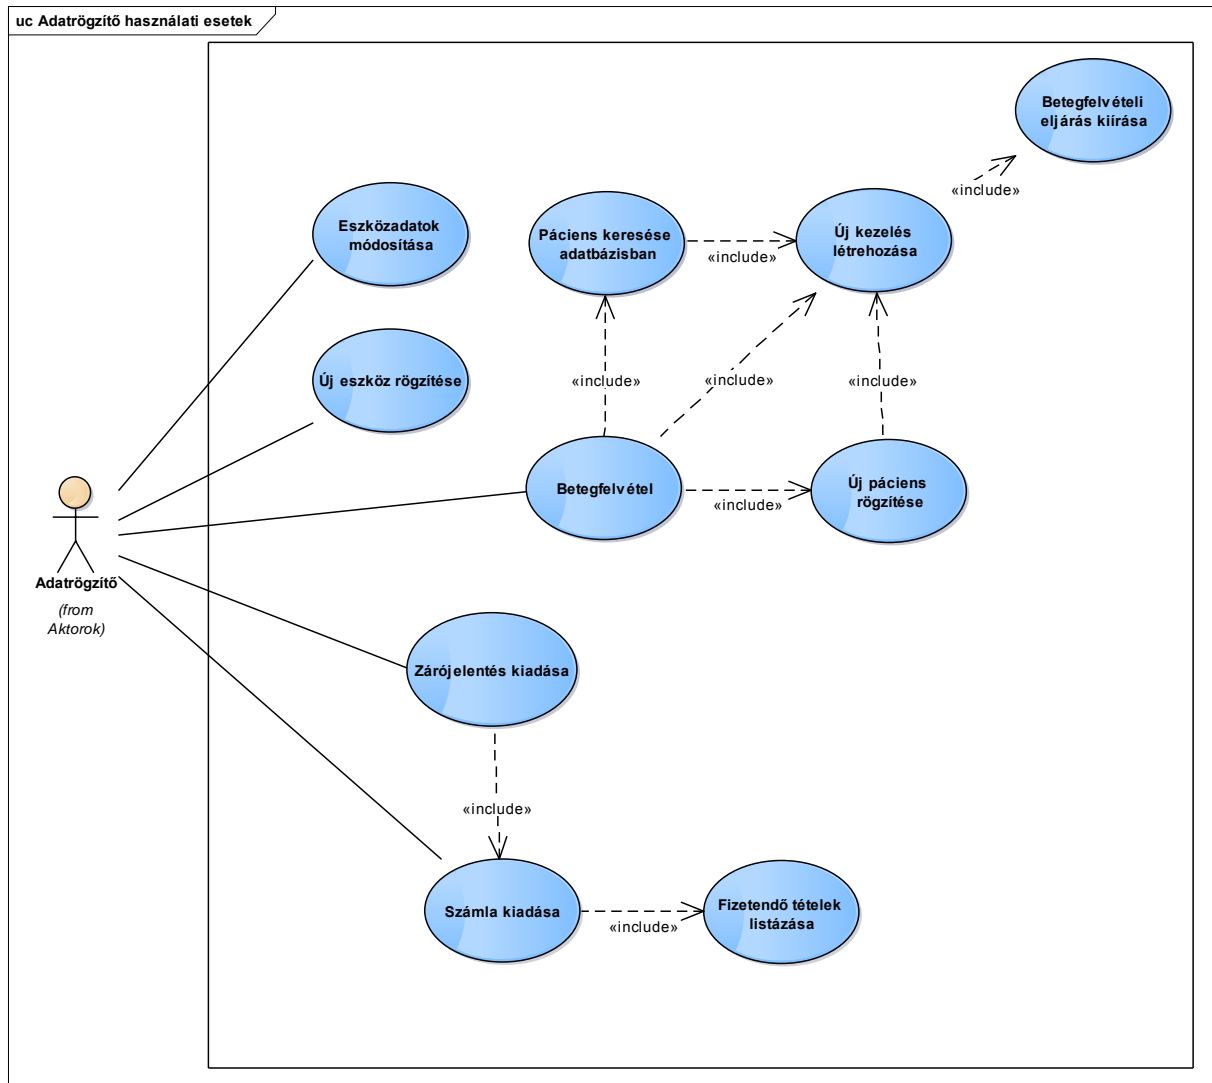 uc Adatrögzítő használati esetek
Betegfelvételi
eljárás kiírása
«include»
Eszközadatok
módosítása
Páciens keresése
adatbázisban
«include»
Új kezelés
létrehozása
Új eszköz rögzítése
«include»
«include»
«include»
Betegfelvétel
«include»
Új páciens
rögzítése
Adatrögzítő
(from
Aktorok)
Zárójelentés kiadása
«include»
Számla kiadása
«include»
Fizetendő tételek
listázása